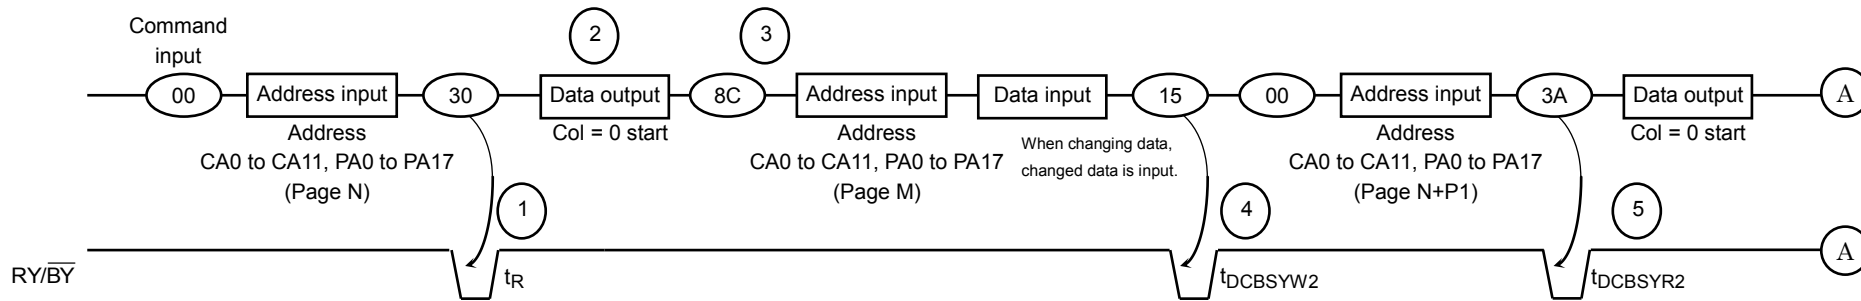 Command
input
2
3
00
Address input
30
Data output
8C
Address input
Data input
15
00
Address input
3A
Data output
A
Address
CA0 to CA11, PA0 to PA17
(Page N)
Col = 0 start
Address
CA0 to CA11, PA0 to PA17
(Page M)
When changing data,
changed data is input.
Address
CA0 to CA11, PA0 to PA17
(Page N+P1)
Col = 0 start
1
4
5
RY/BY
tR
tDCBSYW2
tDCBSYR2
A